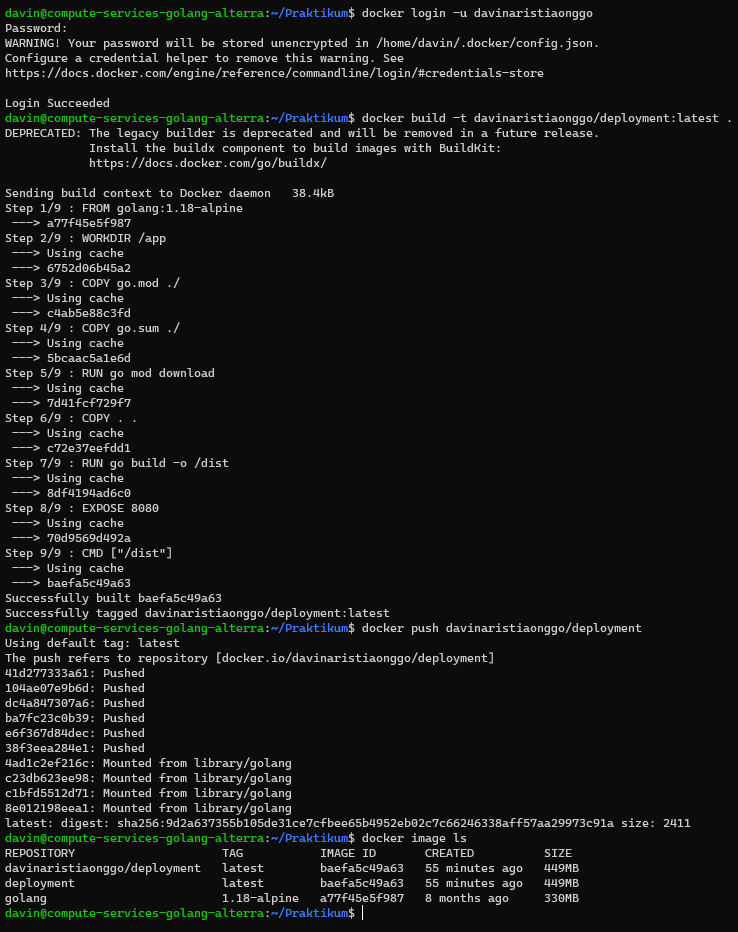 davin@compute-services-golang-alterra:~/Praktikum$ docker login -u davinaristiaonggo
Password:
WARNING! Your password will be stored unencrypted in /home/davin/.docker/config.json.
Configure a credential helper to remove this warning. See
https://docs.docker.com/engine/reference/commandline/login/#credentials-store

Login Succeeded
davin@compute-services-golang-alterra:~/Praktikum$ docker build -t davinaristiaonggo/deployment:latest .
DEPRECATED: The legacy builder is deprecated and will be removed in a future release.
            Install the buildx component to build images with BuildKit:
            https://docs.docker.com/go/buildx/

Sending build context to Docker daemon   38.4kB
Step 1/9 : FROM golang:1.18-alpine
 ---> a77f45e5f987
Step 2/9 : WORKDIR /app
 ---> Using cache
 ---> 6752d06b45a2
Step 3/9 : COPY go.mod ./
 ---> Using cache
 ---> c4ab5e88c3fd
Step 4/9 : COPY go.sum ./
 ---> Using cache
 ---> 5bcaac5a1e6d
Step 5/9 : RUN go mod download
 ---> Using cache
 ---> 7d41fcf729f7
Step 6/9 : COPY . .
 ---> Using cache
 ---> c72e37eefdd1
Step 7/9 : RUN go build -o /dist
 ---> Using cache
 ---> 8df4194ad6c0
Step 8/9 : EXPOSE 8080
 ---> Using cache
 ---> 70d9569d492a
Step 9/9 : CMD ["/dist"]
 ---> Using cache
 ---> baefa5c49a63
Successfully built baefa5c49a63
Successfully tagged davinaristiaonggo/deployment:latest
davin@compute-services-golang-alterra:~/Praktikum$ docker push davinaristiaonggo/deployment
Using default tag: latest
The push refers to repository [docker.io/davinaristiaonggo/deployment]
41d277333a61: Pushed
104ae07e9b6d: Pushed
dc4a847307a6: Pushed
ba7fc23c0b39: Pushed
e6f367d84dec: Pushed
38f3eea284e1: Pushed
4ad1c2ef216c: Mounted from library/golang
c23db623ee98: Mounted from library/golang
c1bfd5512d71: Mounted from library/golang
8e012198eea1: Mounted from library/golang
latest: digest: sha256:9d2a637355b105de31ce7cfbee65b4952eb02c7c66246338aff57aa29973c91a size: 2411
davin@compute-services-golang-alterra:~/Praktikum$ docker image ls
REPOSITORY                     TAG           IMAGE ID       CREATED          SIZE
davinaristiaonggo/deployment   latest        baefa5c49a63   55 minutes ago   449MB
deployment                     latest        baefa5c49a63   55 minutes ago   449MB
golang                         1.18-alpine   a77f45e5f987   8 months ago     330MB
davin@compute-services-golang-alterra:~/Praktikum$